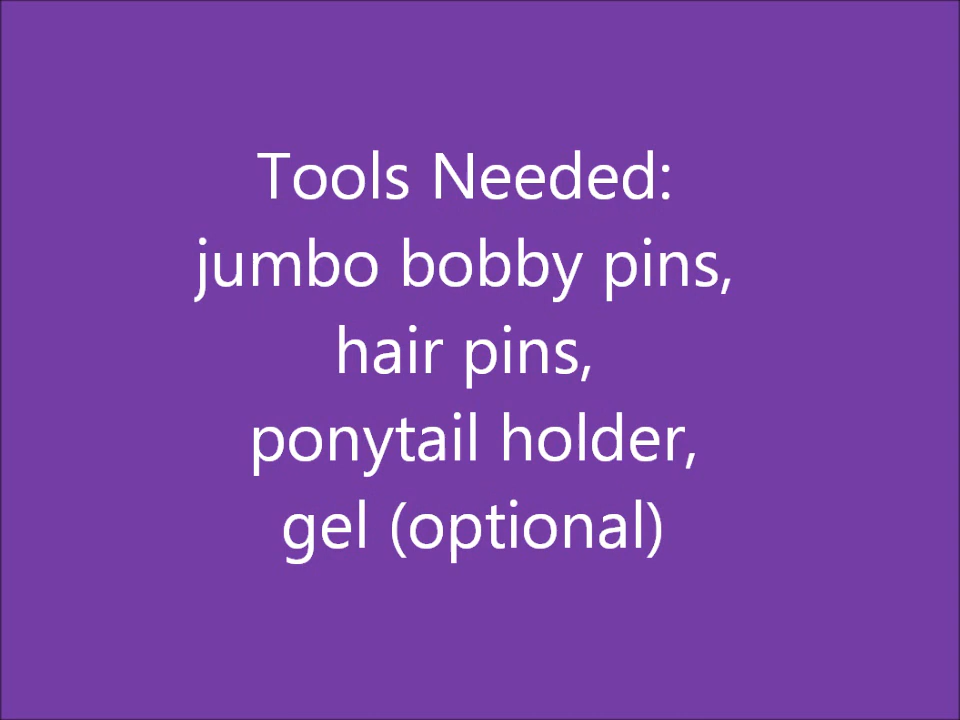 Tools Needed:
jumbo bobby pins,
hair pins,
ponytail holder,
gel (optional)